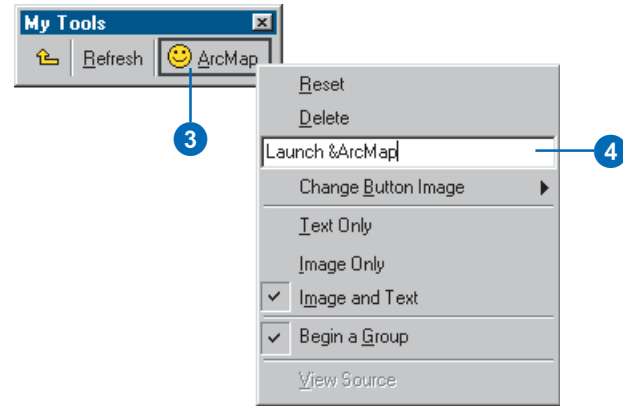 My Tools
Refresh ArcMap
3
Reset
Delete
Launch &ArcMap
4
Change Button Image
Text Only
Image Only
Image and Text
Begin a Group
View Source